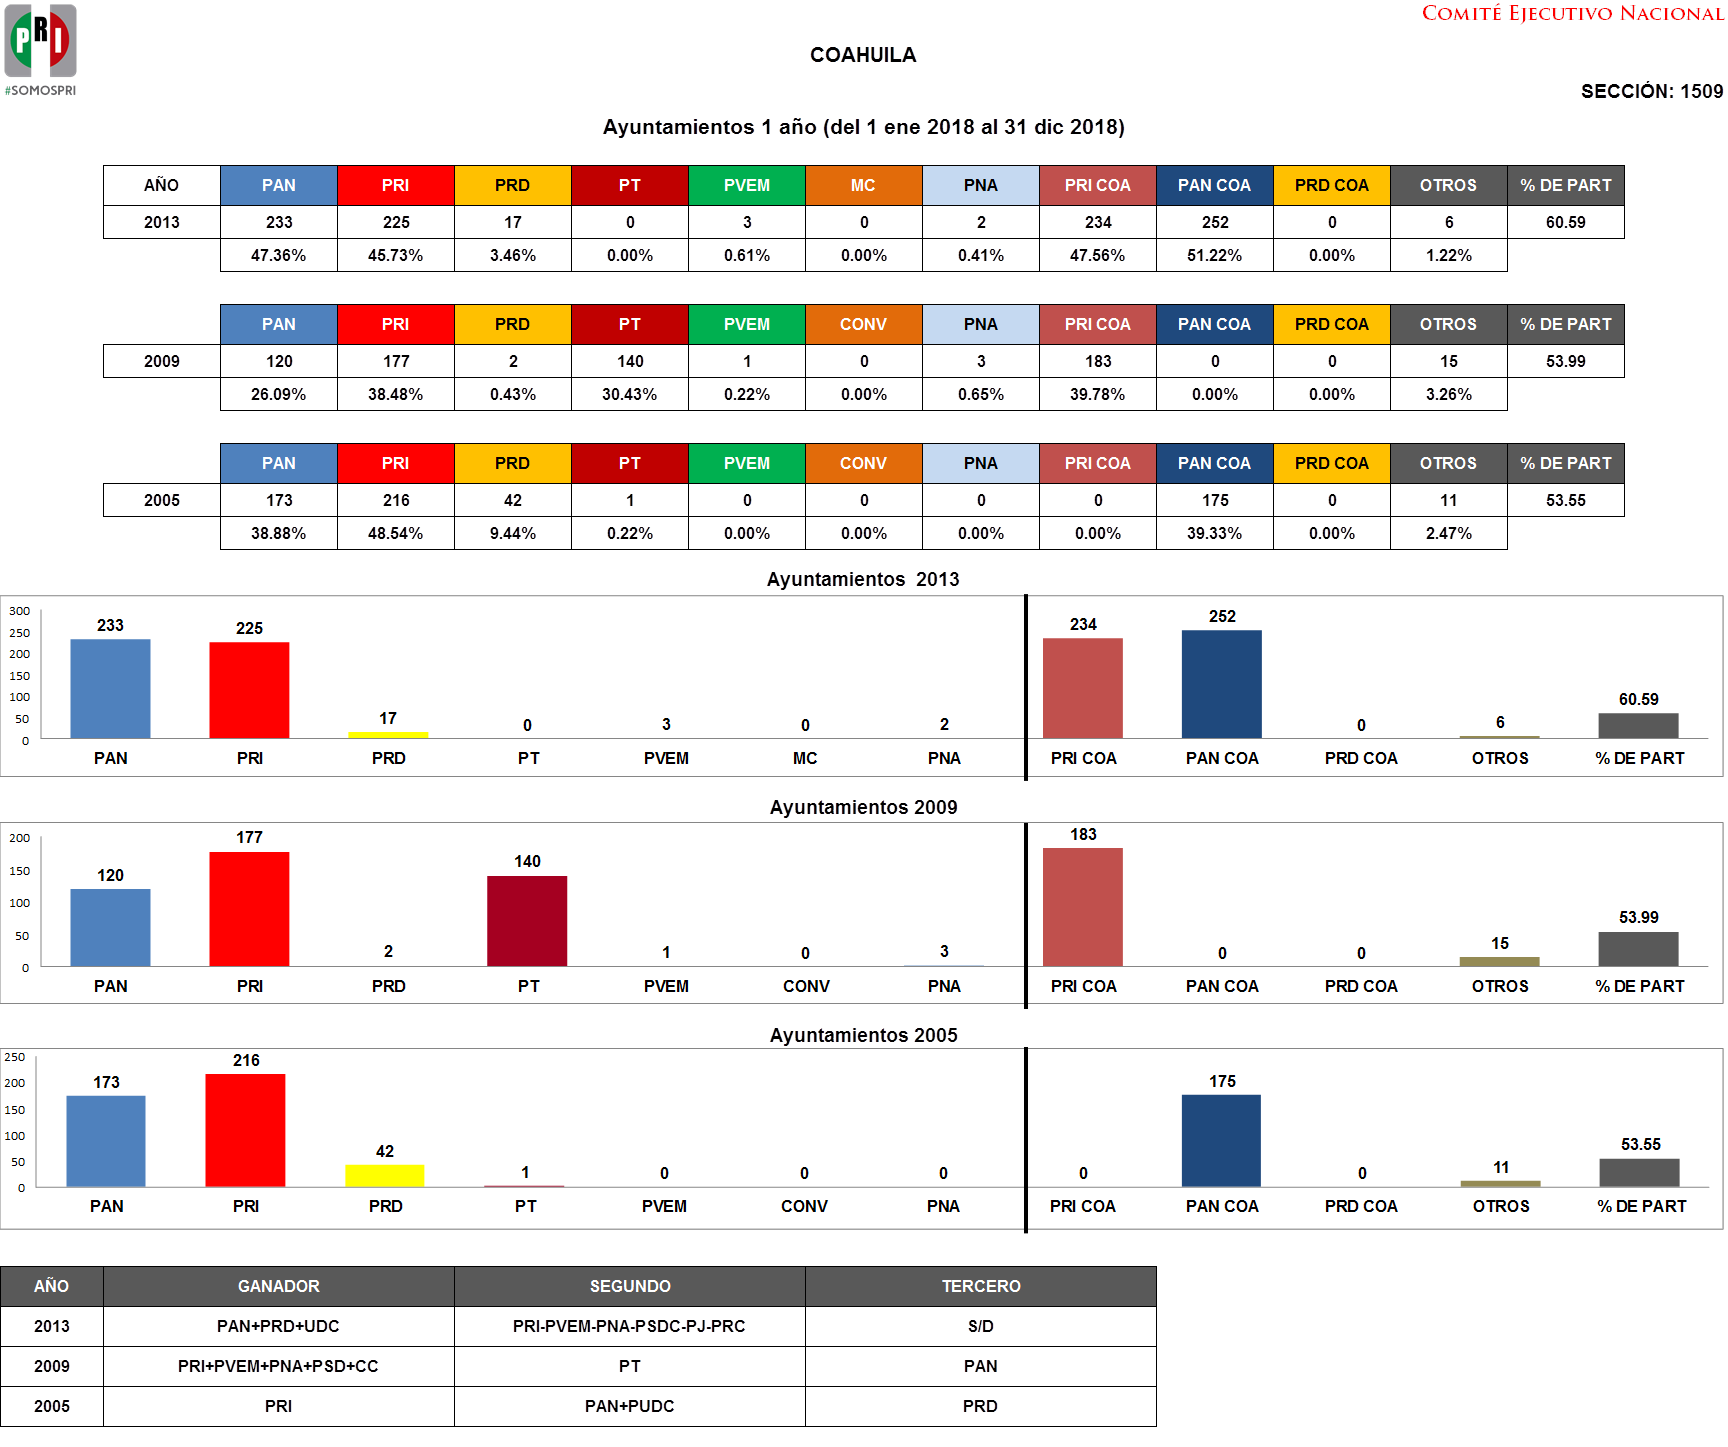 PRI
#SOMOSPRI
COMITÉ EJECUTIVO NACIONAL
COAHUILA
SECCIÓN: 1509
Ayuntamientos 1 año (del 1 ene 2018 al 31 dic 2018)
AÑO PAN PRI PRD PT PVEM MC PNA PRI COA PAN COA PRD COA OTROS % DE PART
2013 233 225 17 0 3 0 2 234 252 0 6 60.59
47.36% 45.73% 3.46% 0.00% 0.61% 0.00% 0.41% 47.56% 51.22% 0.00% 1.22%
PAN PRI PRD PT PVEM CONV PNA PRI COA PAN COA PRD COA OTROS % DE PART
2009 120 177 2 140 1 0 3 183 0 0 15 53.99
26.09% 38.48% 0.43% 30.43% 0.22% 0.00% 0.65% 39.78% 0.00% 0.00% 3.26%
PAN PRI PRD PT PVEM CONV PNA PRI COA PAN COA PRD COA OTROS % DE PART
2005 173 216 42 1 0 0 0 0 175 0 11 53.55
38.88% 48.54% 9.44% 0.22% 0.00% 0.00% 0.00% 0.00% 39.33% 0.00% 2.47%
Ayuntamientos 2013
300
250
200
150
100
50
0
233 225 17 0 3 0 2 234 252 0 6 60.59
PAN PRI PRD PT PVEM MC PNA PRI COA PAN COA PRD COA OTROS % DE PART
Ayuntamientos 2009
200
150
100
50
0
120 177 2 140 1 0 3 183 0 0 15 53.99
PAN PRI PRD PT PVEM CONV PNA PRI COA PAN COA PRD COA OTROS % DE PART
Ayuntamientos 2005
250
200
150
100
50
0
173 216 42 1 0 0 0 0 175 0 11 53.55
PAN PRI PRD PT PVEM CONV PNA PRI COA PAN COA PRD COA OTROS % DE PART
AÑO GANADOR SEGUNDO TERCERO
2013 PAN+PRD+UDC PRI-PVEM-PNA-PSDC-PJ-PRC S/D
2009 PRI+PVEM+PNA+PSD+CC PT PAN
2005 PRI PAN+PUDC PRD